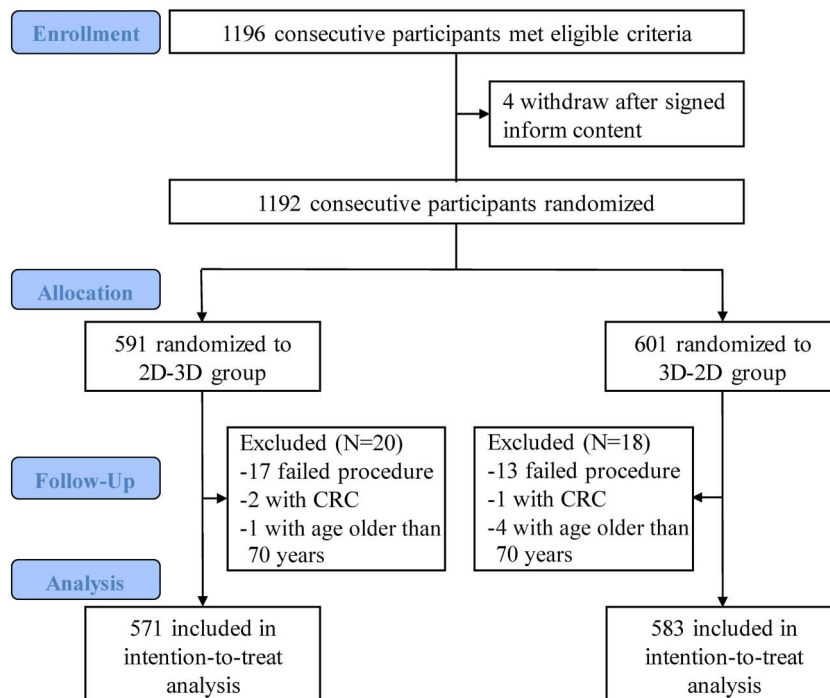 Enrollment
1196 consecutive participants met eligible criteria
4 withdraw after signed
inform content
1192 consecutive participants randomized
Allocation
591 randomized to
2D-3D group
601 randomized to
3D-2D group
Follow-Up
Excluded (N=20)
-17 failed procedure
-2 with CRC
-1 with age older than
70 years
Excluded (N=18)
-13 failed procedure
-1 with CRC
-4 with age older than
70 years
Analysis
571 included in
intention-to-treat
analysis
583 included in
intention-to-treat
analysis